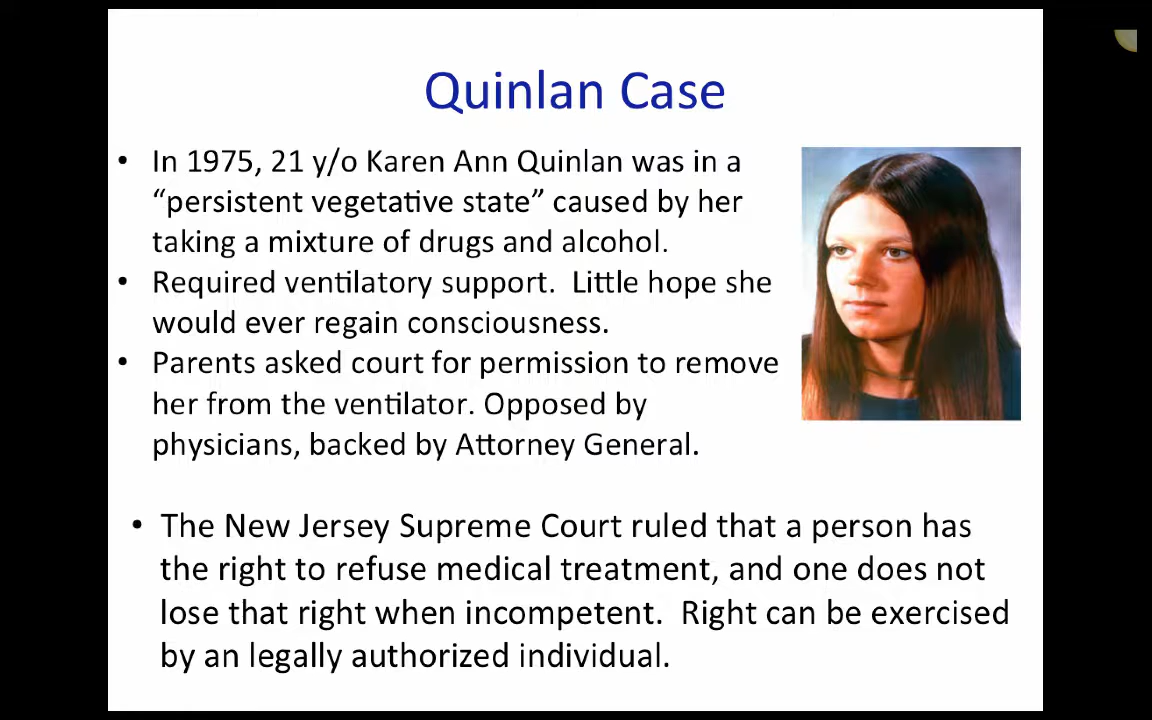 Quinlan Case
• In 1975, 21 y/o Karen Ann Quinlan was in a
“persistent vegetative state” caused by her
taking a mixture of drugs and alcohol.
• Required ventilatory support.  Little hope she
would ever regain consciousness.
• Parents asked court for permission to remove
her from the ventilator. Opposed by
physicians, backed by Attorney General.
• The New Jersey Supreme Court ruled that a person has
the right to refuse medical treatment, and one does not
lose that right when incompetent.  Right can be exercised
by an legally authorized individual.